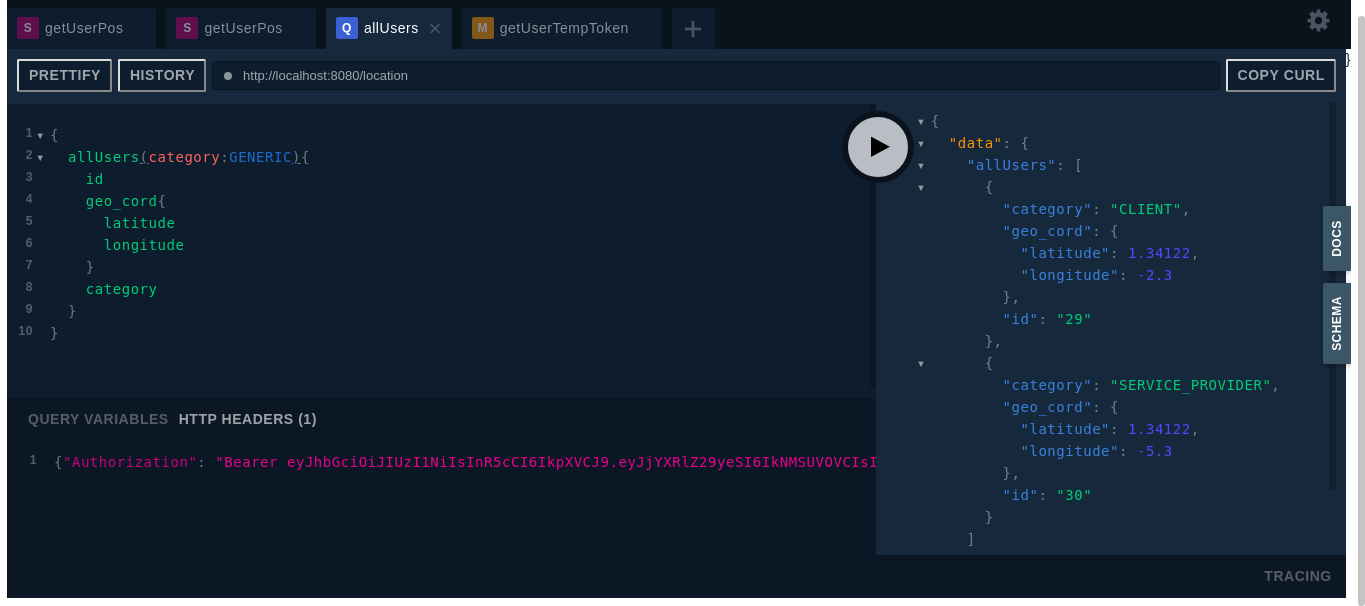 S getUserPos S getUserPos Q allUsers × M getUserTempToken +
PRETTIFY HISTORY http://localhost:8080/location COPY CURL }
1 ▾ {
2 ▾ allUsers(category:GENERIC){
3 id
4 geo_cord{
5 latitude
6 longitude
7 }
8 category
9 }
10 }
QUERY VARIABLES HTTP HEADERS (1)
1 {"Authorization": "Bearer eyJhbGciOiJIUzI1NiIsInR5cCI6IkpXVCJ9.eyJjYXRlZ29yeSI6IkNMSUVOVCIsI
▾ {
▾ "data": {
▾ "allUsers": [
▾ {
"category": "CLIENT",
"geo_cord": {
"latitude": 1.34122,
"longitude": -2.3
},
"id": "29"
},
▾ {
"category": "SERVICE_PROVIDER",
"geo_cord": {
"latitude": 1.34122,
"longitude": -5.3
},
"id": "30"
}
]
DOCS
SCHEMA
TRACING